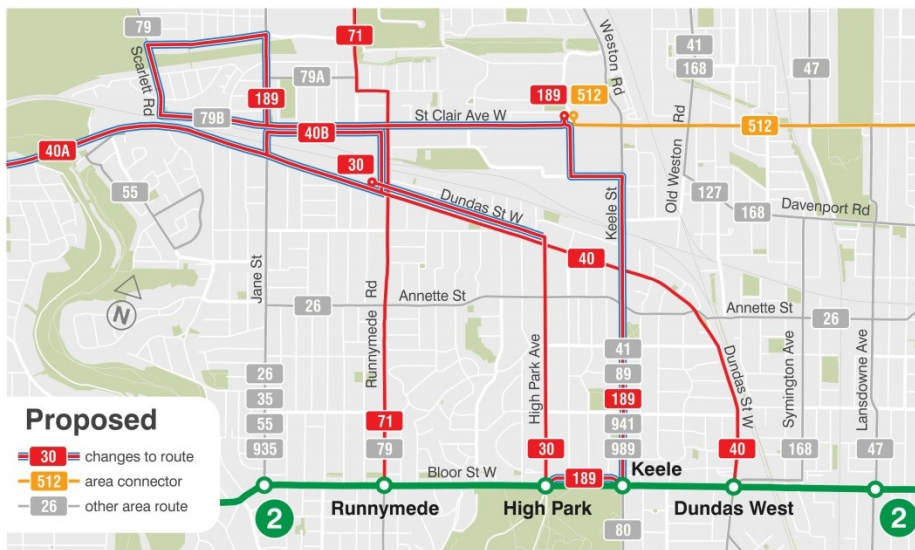 79
71
41
168
47
Scarlett Rd
Weston Rd
79A
189
79B
St Clair Ave W
189
512
512
40B
Old Weston Rd
40A
30
55
Dundas St W
Keele St
127
168
Davenport Rd
40
N
Jane St
Runnymede Rd
26
Annette St
Annette St
26
High Park Ave
Dundas St W
Symington Ave
Lansdowne Ave
41
89
189
941
989
26
35
55
935
71
79
30
40
168
47
Bloor St W
189
Keele
2
Runnymede
High Park
Dundas West
2
80
Proposed
30 changes to route
512 area connector
26 other area route